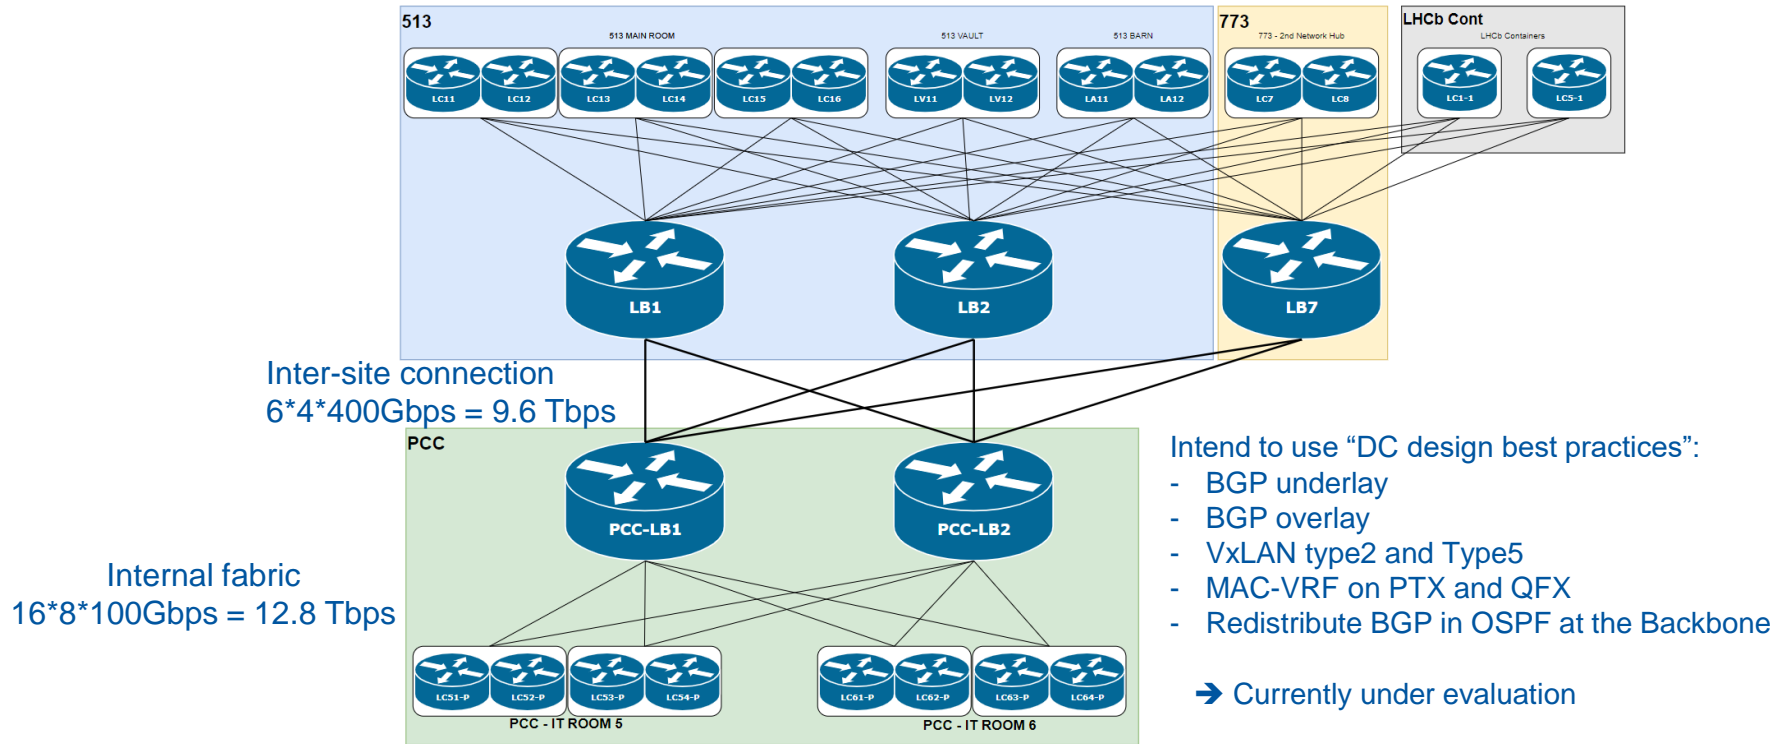 513
773
LHCb Cont
513 MAIN ROOM
513 VAULT
513 BARN
773 - 2nd Network Hub
LHCb Containers
LC11
LC12
LC13
LC14
LC15
LC16
LV11
LV12
LA11
LA12
LC7
LC8
LC1-1
LC5-1
LB1
LB2
LB7
Inter-site connection
6*4*400Gbps = 9.6 Tbps
PCC
PCC-LB1
PCC-LB2
Internal fabric
16*8*100Gbps = 12.8 Tbps
LC51-P
LC52-P
LC53-P
LC54-P
LC61-P
LC62-P
LC63-P
LC64-P
PCC - IT ROOM 5
PCC - IT ROOM 6
Intend to use “DC design best practices”:
- BGP underlay
- BGP overlay
- VxLAN type2 and Type5
- MAC-VRF on PTX and QFX
- Redistribute BGP in OSPF at the Backbone
➔ Currently under evaluation